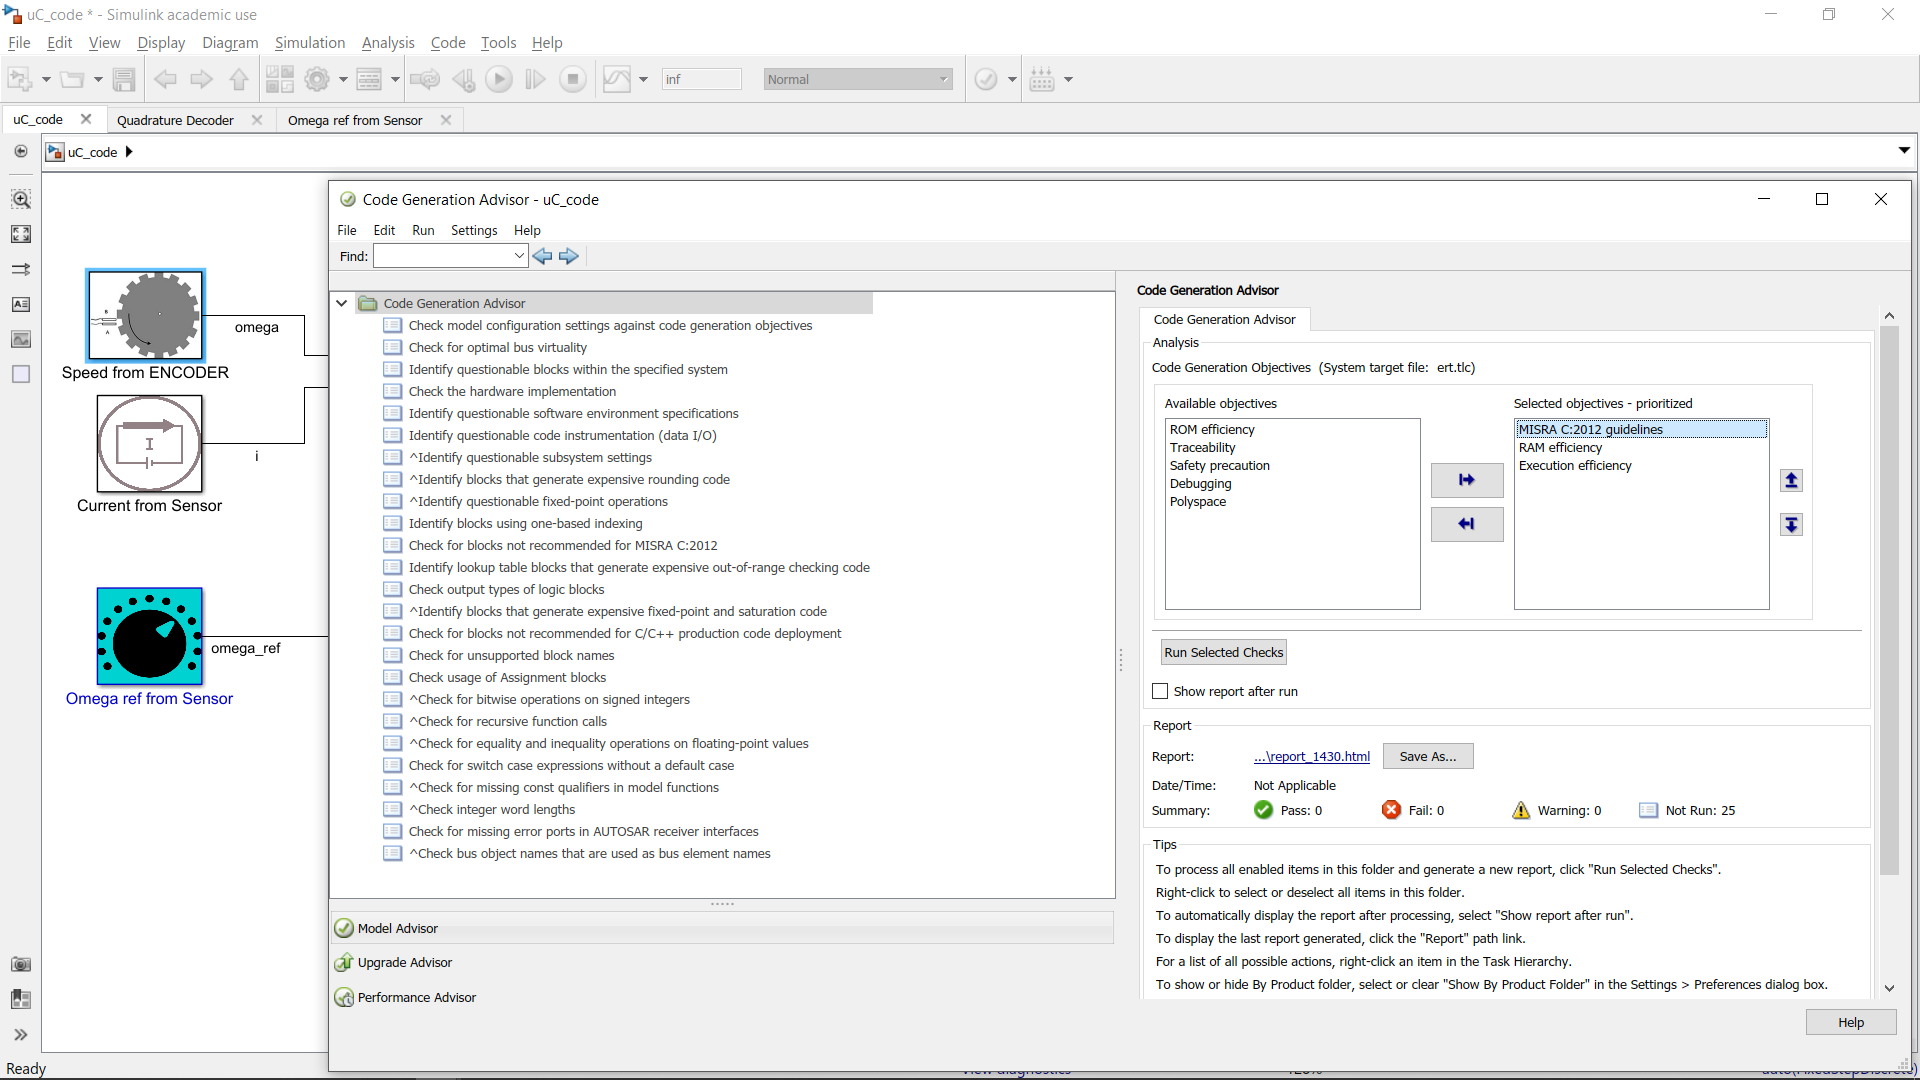 uC_code * - Simulink academic use
File Edit View Display Diagram Simulation Analysis Code Tools Help
inf Normal
uC_code Quadrature Decoder Omega ref from Sensor
uC_code
omega
Speed from ENCODER
I
i
Current from Sensor
omega_ref
Omega ref from Sensor
Code Generation Advisor - uC_code
File Edit Run Settings Help
Find:
Code Generation Advisor
Check model configuration settings against code generation objectives
Check for optimal bus virtuality
Identify questionable blocks within the specified system
Check the hardware implementation
Identify questionable software environment specifications
Identify questionable code instrumentation (data I/O)
^Identify questionable subsystem settings
^Identify blocks that generate expensive rounding code
^Identify questionable fixed-point operations
Identify blocks using one-based indexing
Check for blocks not recommended for MISRA C:2012
Identify lookup table blocks that generate expensive out-of-range checking code
Check output types of logic blocks
^Identify blocks that generate expensive fixed-point and saturation code
Check for blocks not recommended for C/C++ production code deployment
Check for unsupported block names
Check usage of Assignment blocks
^Check for bitwise operations on signed integers
^Check for recursive function calls
^Check for equality and inequality operations on floating-point values
Check for switch case expressions without a default case
^Check for missing const qualifiers in model functions
^Check integer word lengths
Check for missing error ports in AUTOSAR receiver interfaces
^Check bus object names that are used as bus element names
Model Advisor
Upgrade Advisor
Performance Advisor
Code Generation Advisor
Code Generation Advisor
Analysis
Code Generation Objectives (System target file: ert.tlc)
Available objectives
ROM efficiency
Traceability
Safety precaution
Debugging
Polyspace
Selected objectives - prioritized
MISRA C:2012 guidelines
RAM efficiency
Execution efficiency
Run Selected Checks
Show report after run
Report
Report: ...\report_1430.html Save As...
Date/Time: Not Applicable
Summary: Pass: 0 Fail: 0 Warning: 0 Not Run: 25
Tips
To process all enabled items in this folder and generate a new report, click "Run Selected Checks".
Right-click to select or deselect all items in this folder.
To automatically display the report after processing, select "Show report after run".
To display the last report generated, click the "Report" path link.
For a list of all possible actions, right-click an item in the Task Hierarchy.
To show or hide By Product folder, select or clear "Show By Product Folder" in the Settings > Preferences dialog box.
Help
Ready